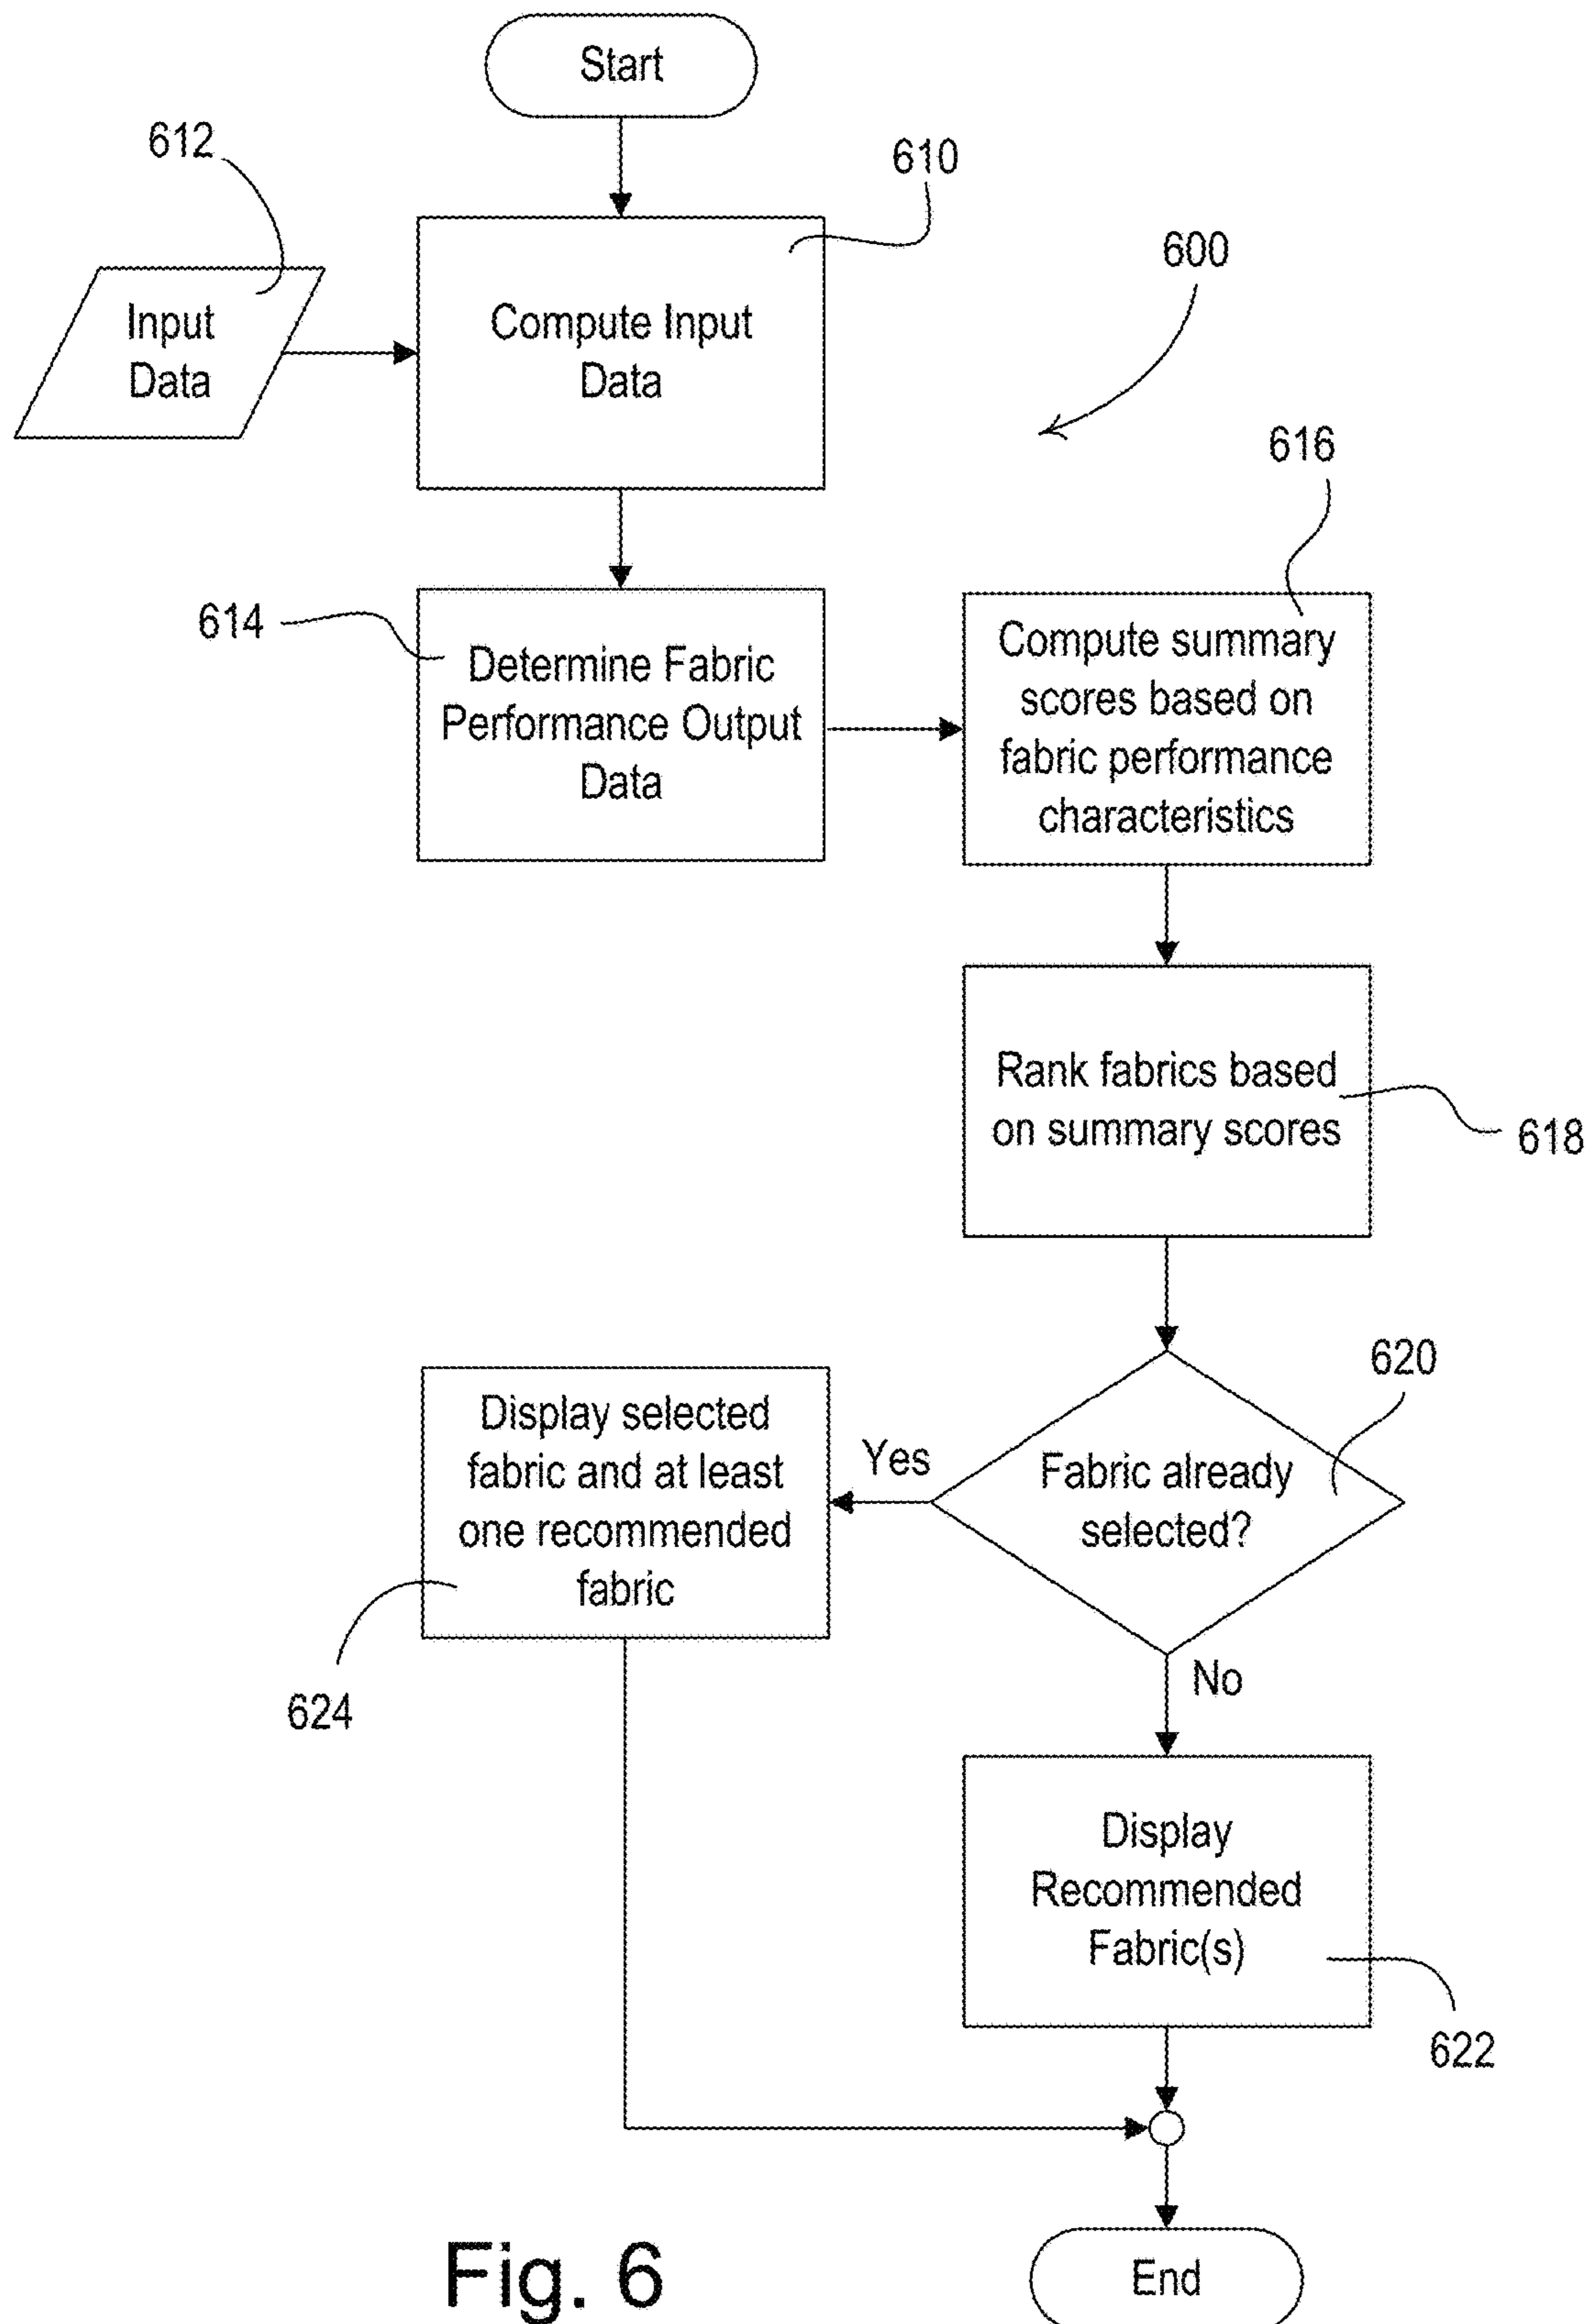 Start
612
610
600
Input
Data
Compute Input
Data
616
614
Determine Fabric
Performance Output
Data
Compute summary
scores based on
fabric performance
characteristics
Rank fabrics based
on summary scores
618
620
Display selected
fabric and at least
one recommended
fabric
Yes
Fabric already
selected?
624
No
Display
Recommended
Fabric(s)
622
End
Fig. 6